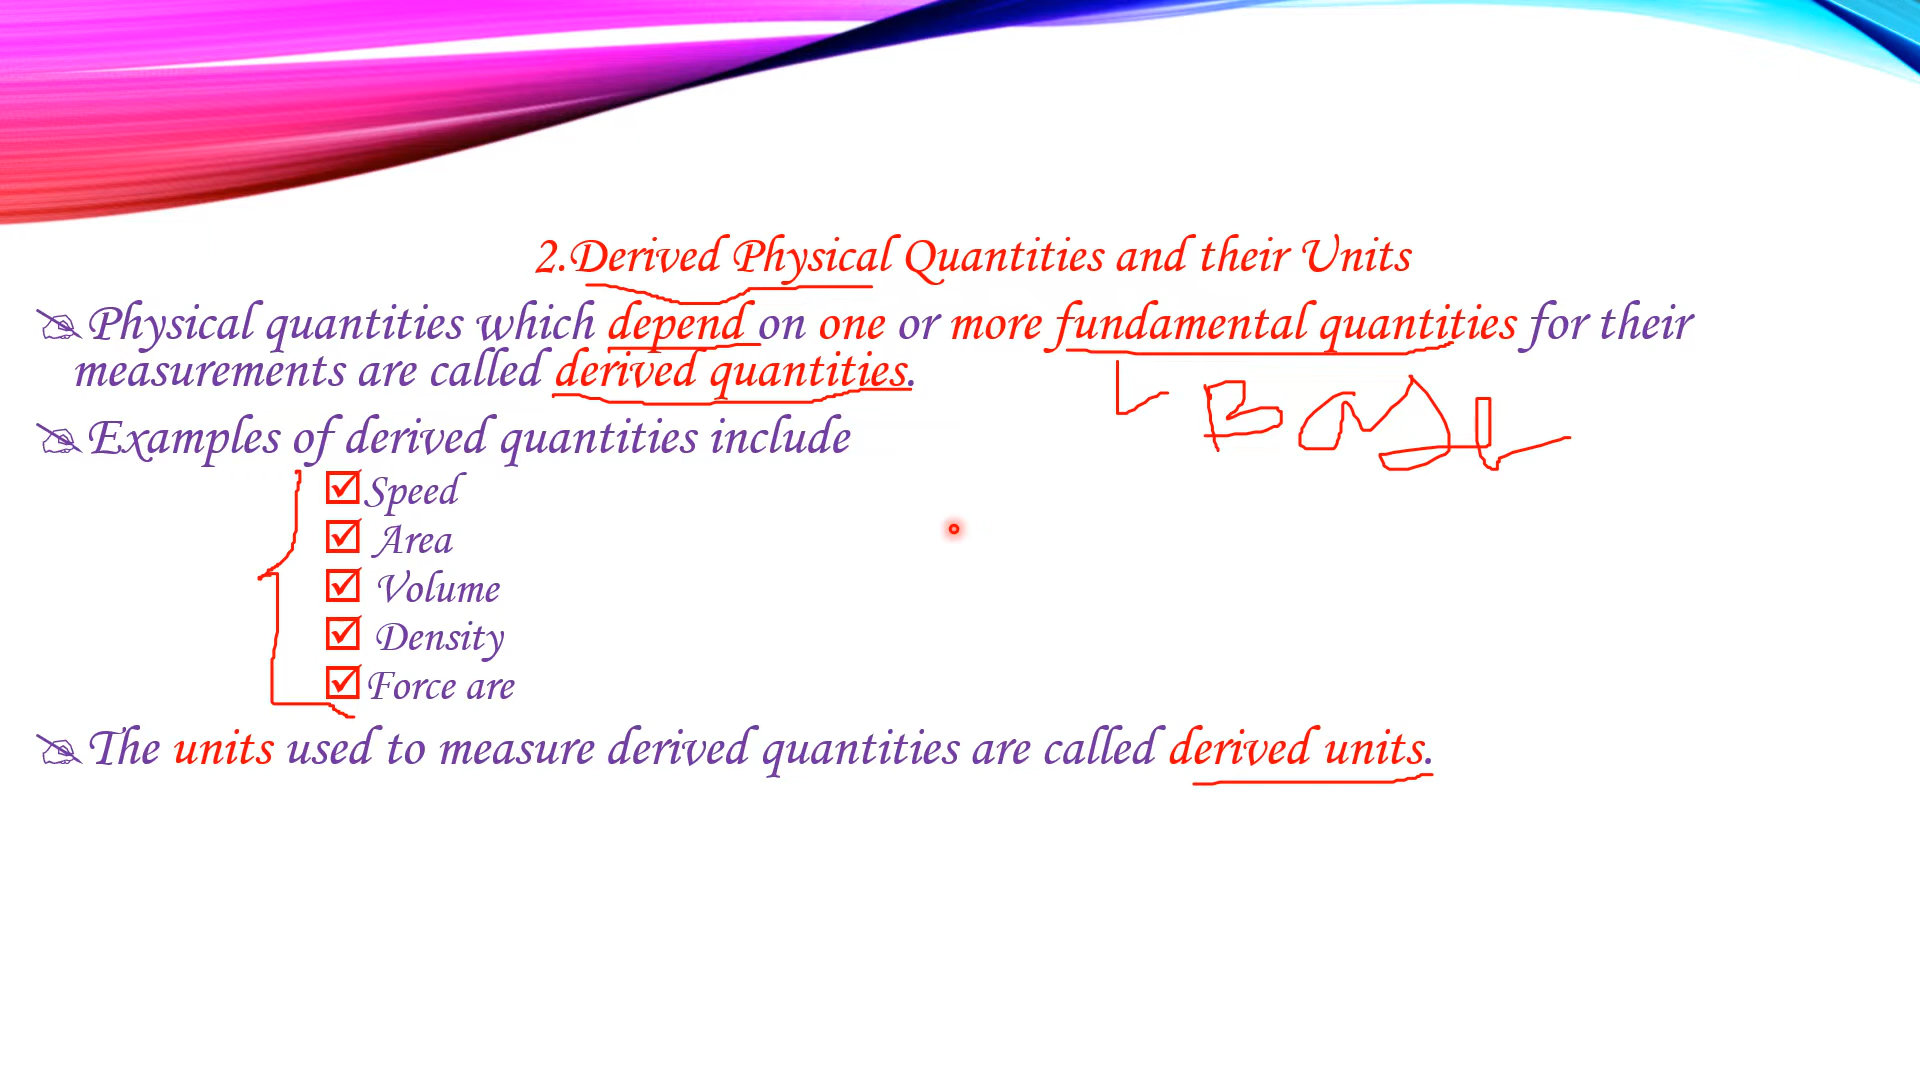 2.Derived Physical Quantities and their Units
Physical quantities which depend on one or more fundamental quantities for their
measurements are called derived quantities.
Base
Examples of derived quantities include
Speed
Area
Volume
Density
Force are
The units used to measure derived quantities are called derived units.